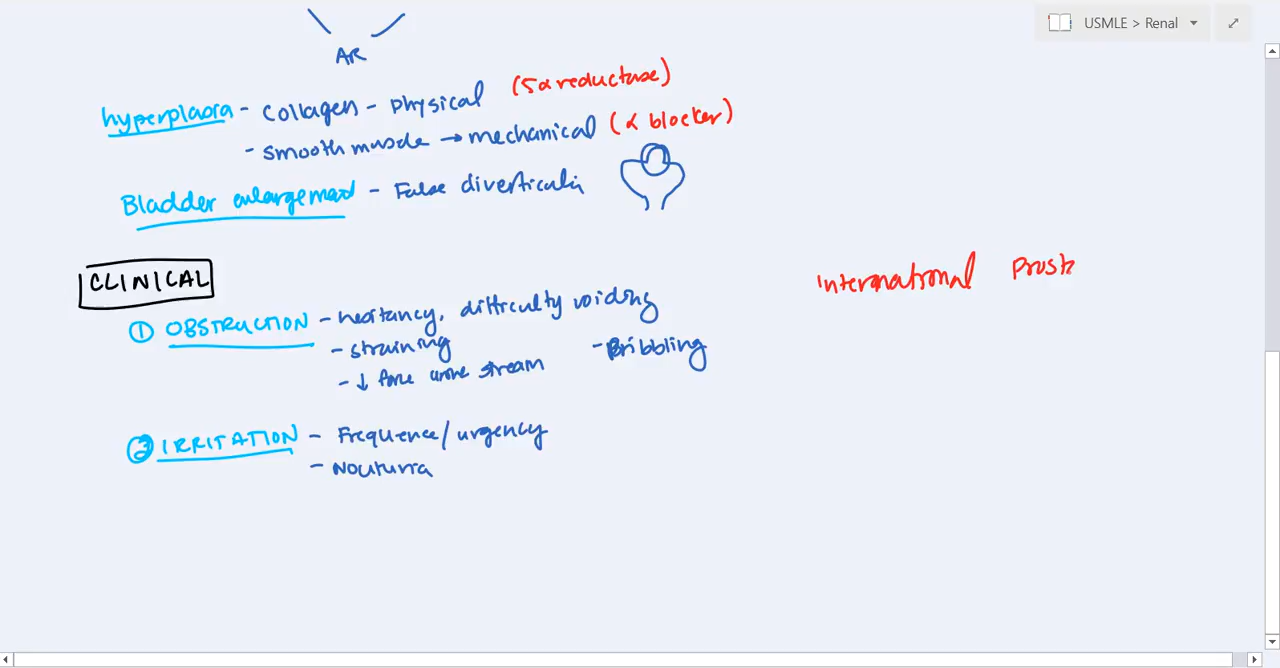 USMLE > Renal
AR
hyperplasia - collagen - physical (5α reductase)
- smooth muscle → mechanical (α blocker)
Bladder enlargement - False diverticuli
CLINICAL
International Prost
① OBSTRUCTION - hesitancy, difficulty voiding
- straining - Dribbling
- ↓ force urine stream
② IRRITATION - Frequence/urgency
- Nocturia